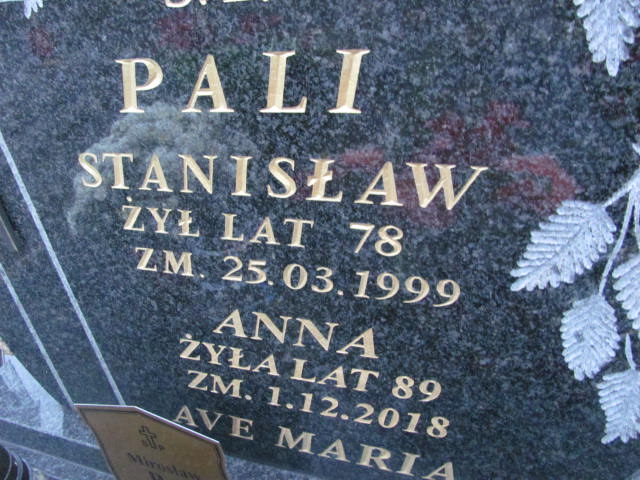 PALI
STANISŁAW
ŻYŁ LAT 78
ZM. 25.03.1999
ANNA
ŻYŁA LAT 89
ZM. 1.12.2018
AVE MARIA
Mirosław